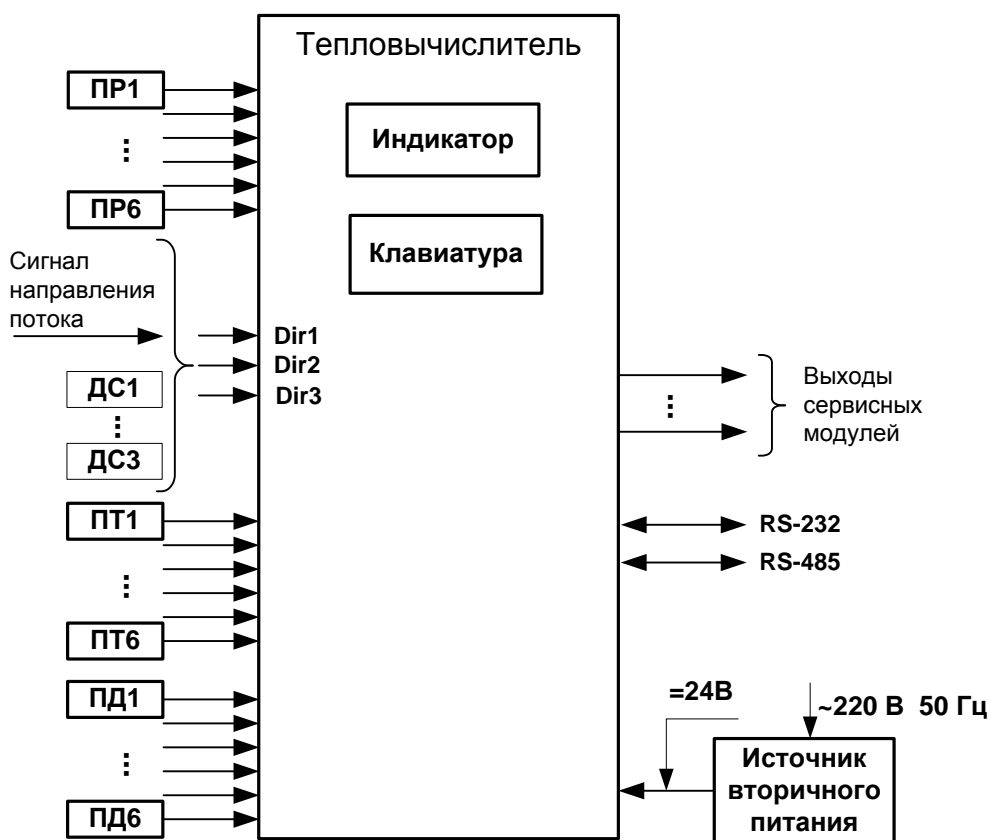 Тепловычислитель
ПР1
Индикатор
ПР6
Клавиатура
Сигнал
направления
потока
Dir1
Dir2
Dir3
ДС1
ДС3
Выходы
сервисных
модулей
ПТ1
RS-232
RS-485
ПТ6
ПД1
=24В
~220 В 50 Гц
Источник
вторичного
питания
ПД6